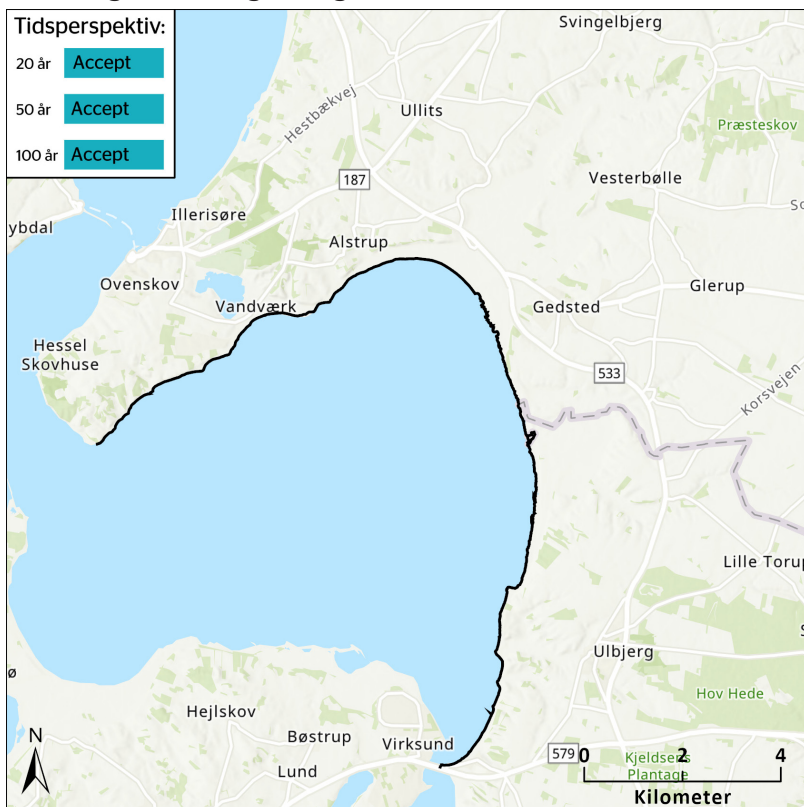 Tidsperspektiv:
20 år Accept
50 år Accept
100 år Accept
Svingelbjerg
Hestbækvej
Ullits
Præsteskov
187
Vesterbølle
Illerisøre
ybdal
Alstrup
Ovenskov
Vandværk
Gedsted
Glerup
Hessel
Skovhuse
533
Korsvejen
Lille Torup
Ulbjerg
ø
Hov Hede
Hejlskov
Bøstrup
Virksund
N
579
0 2 4
Kjeldsens
Plantage
Lund
Kilometer